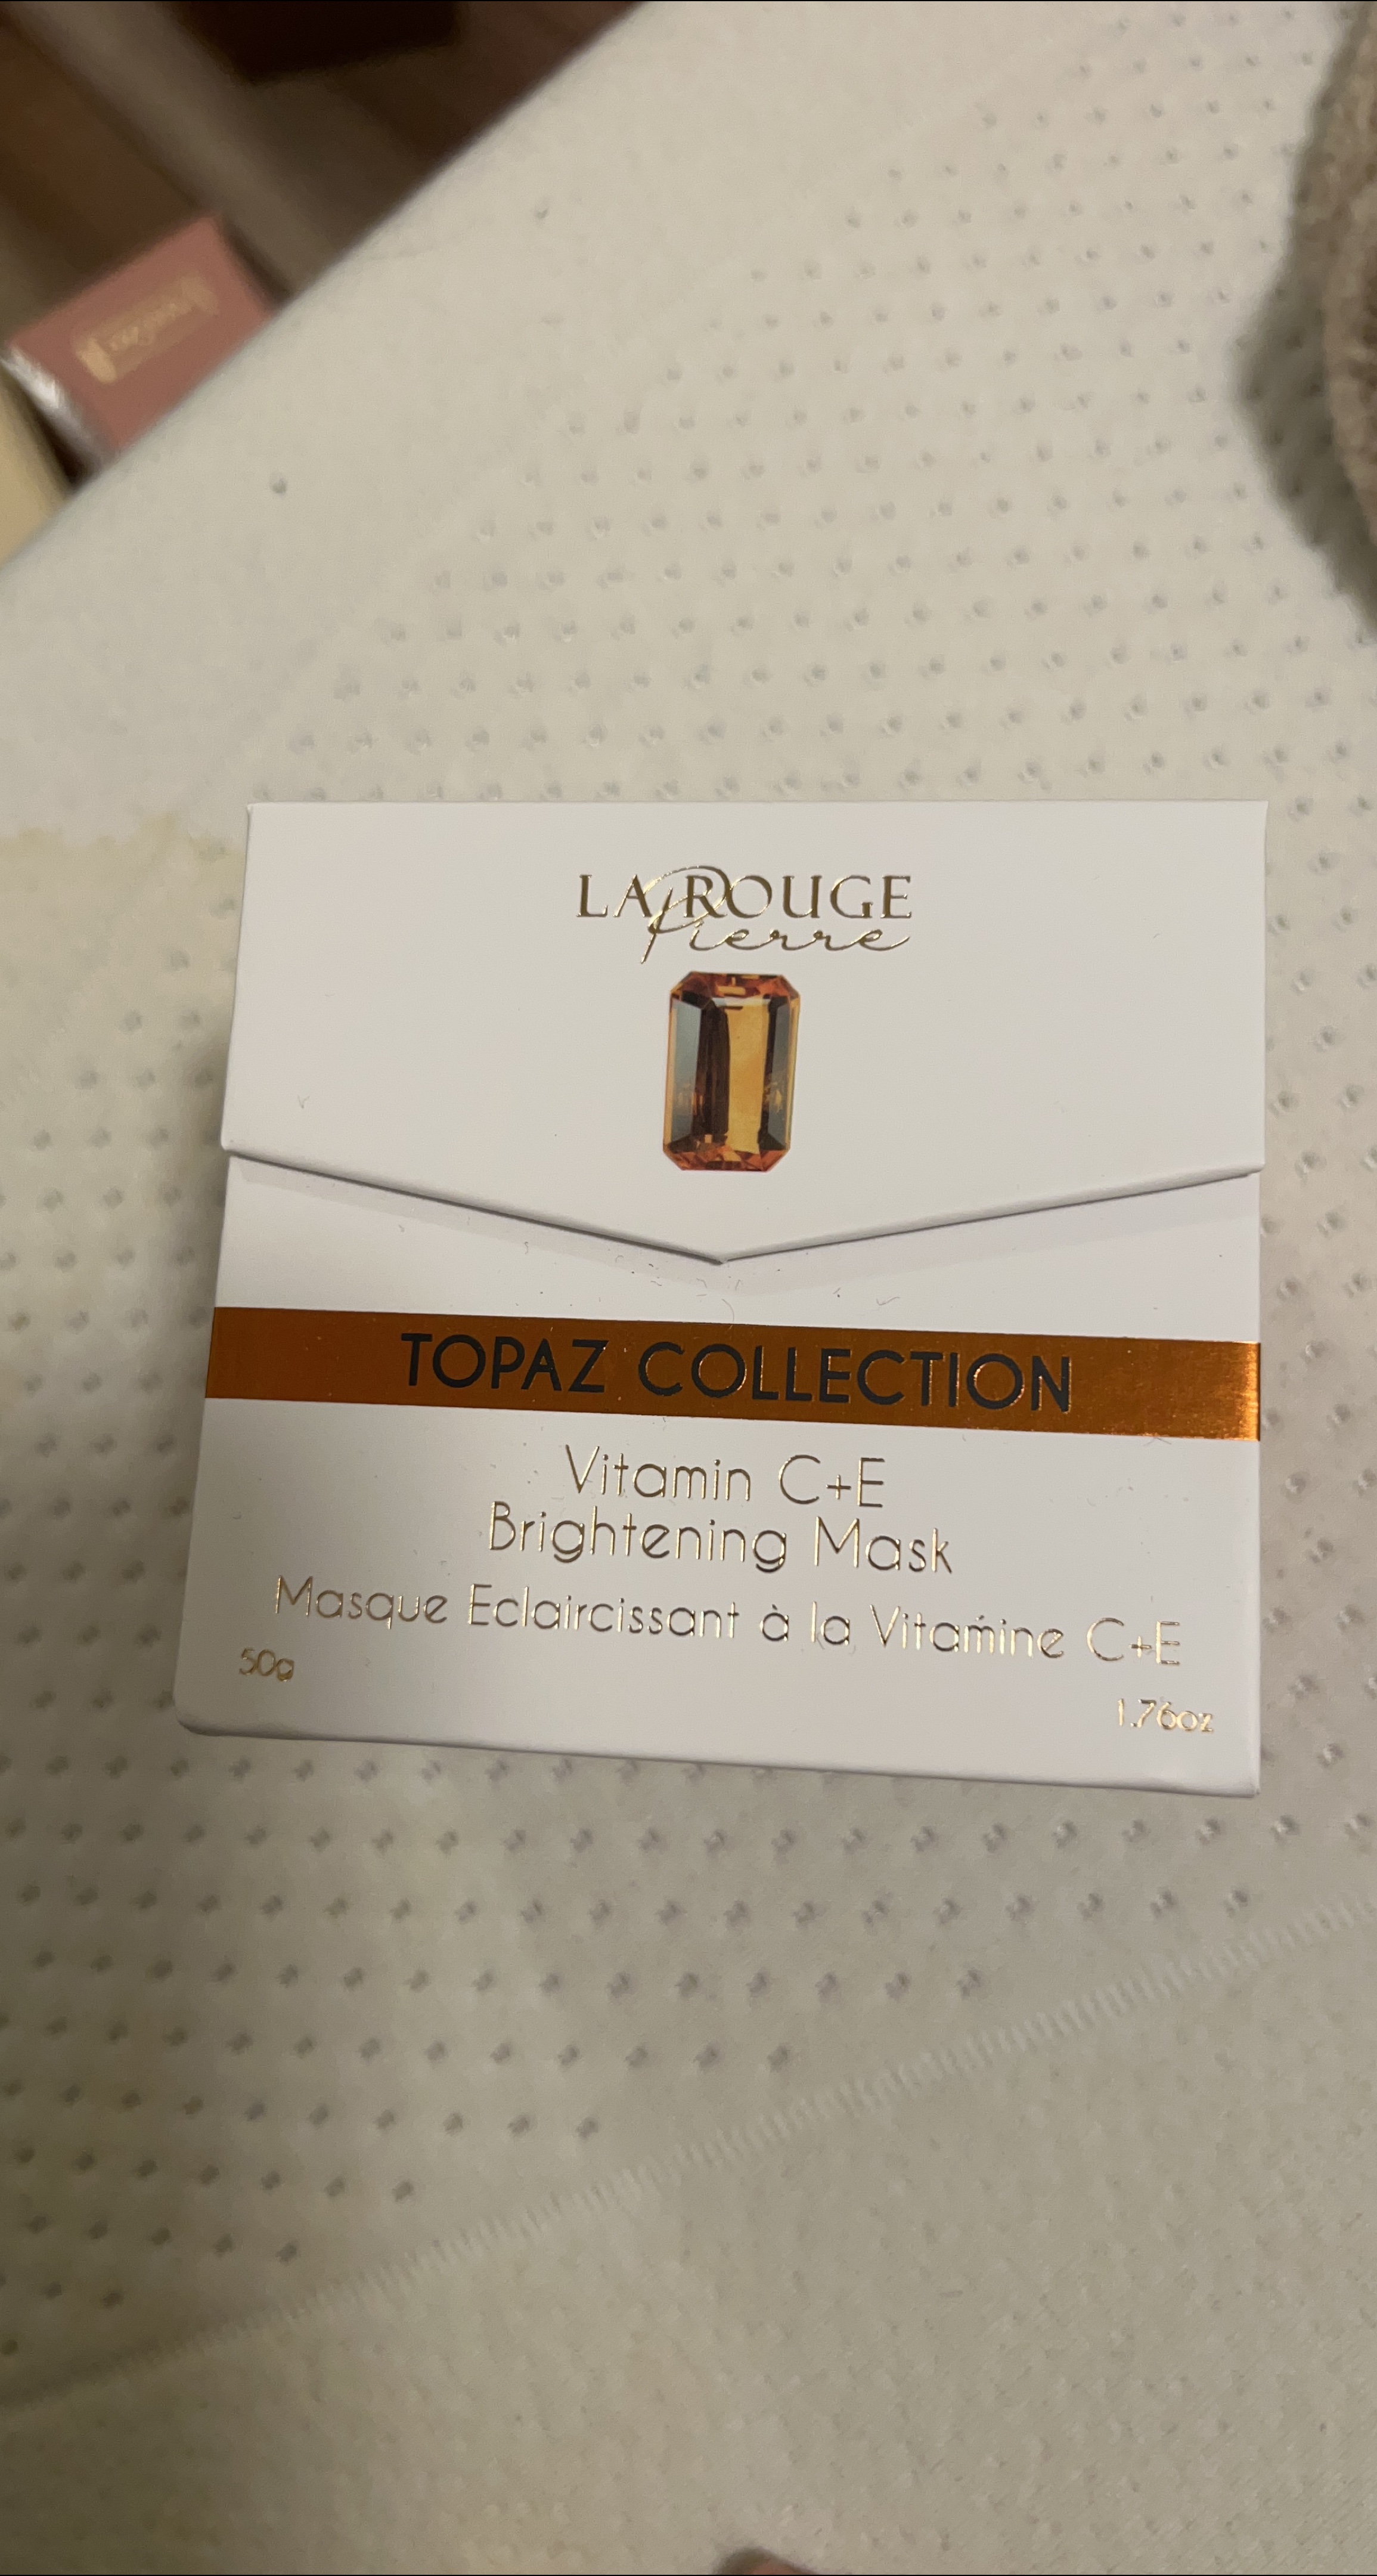 LA ROUGE
Pierre
TOPAZ COLLECTION
Vitamin C+E
Brightening Mask
Masque Eclaircissant à la Vitamine C+E
50g
1.76oz